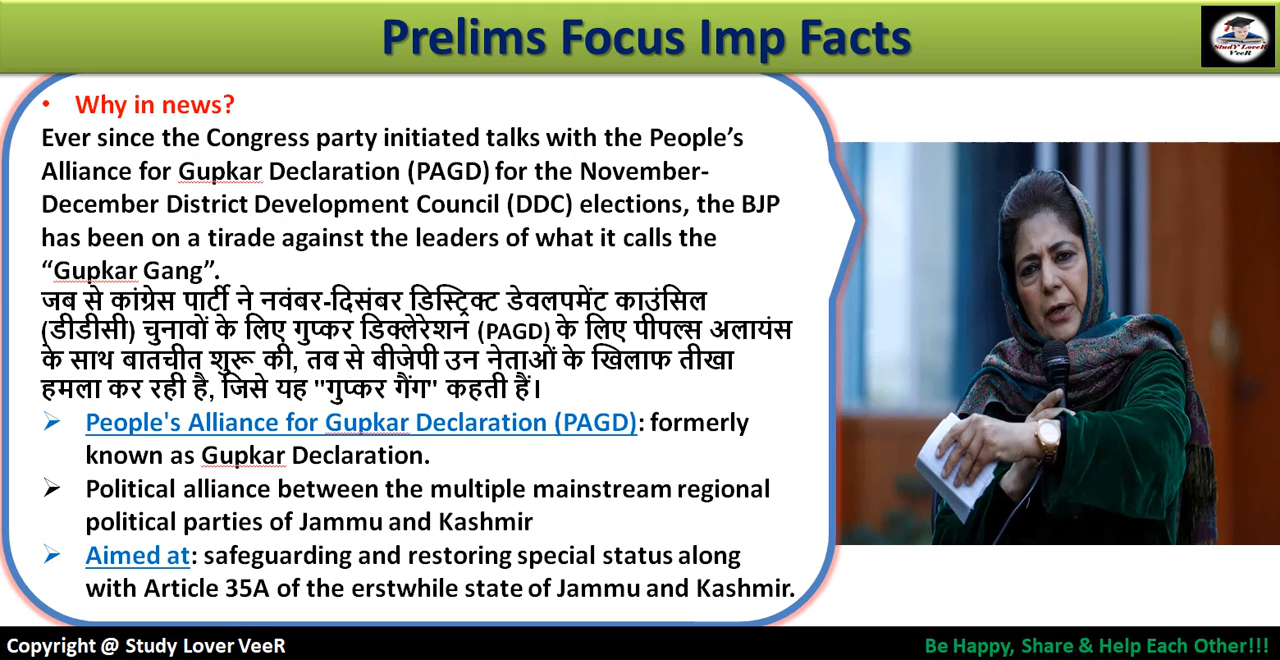 Prelims Focus Imp Facts
StudY LoveR
VeeR
• Why in news?
Ever since the Congress party initiated talks with the People’s
Alliance for Gupkar Declaration (PAGD) for the November-
December District Development Council (DDC) elections, the BJP
has been on a tirade against the leaders of what it calls the
“Gupkar Gang”.
जब से कांग्रेस पार्टी ने नवंबर-दिसंबर डिस्ट्रिक्ट डेवलपमेंट काउंसिल
(डीडीसी) चुनावों के लिए गुप्कर डिक्लेरेशन (PAGD) के लिए पीपल्स अलायंस
के साथ बातचीत शुरू की, तब से बीजेपी उन नेताओं के खिलाफ तीखा
हमला कर रही है, जिसे यह "गुप्कर गैंग" कहती हैं।
➢ People's Alliance for Gupkar Declaration (PAGD): formerly
known as Gupkar Declaration.
➢ Political alliance between the multiple mainstream regional
political parties of Jammu and Kashmir
➢ Aimed at: safeguarding and restoring special status along
with Article 35A of the erstwhile state of Jammu and Kashmir.
Copyright @ Study Lover VeeR
Be Happy, Share & Help Each Other!!!